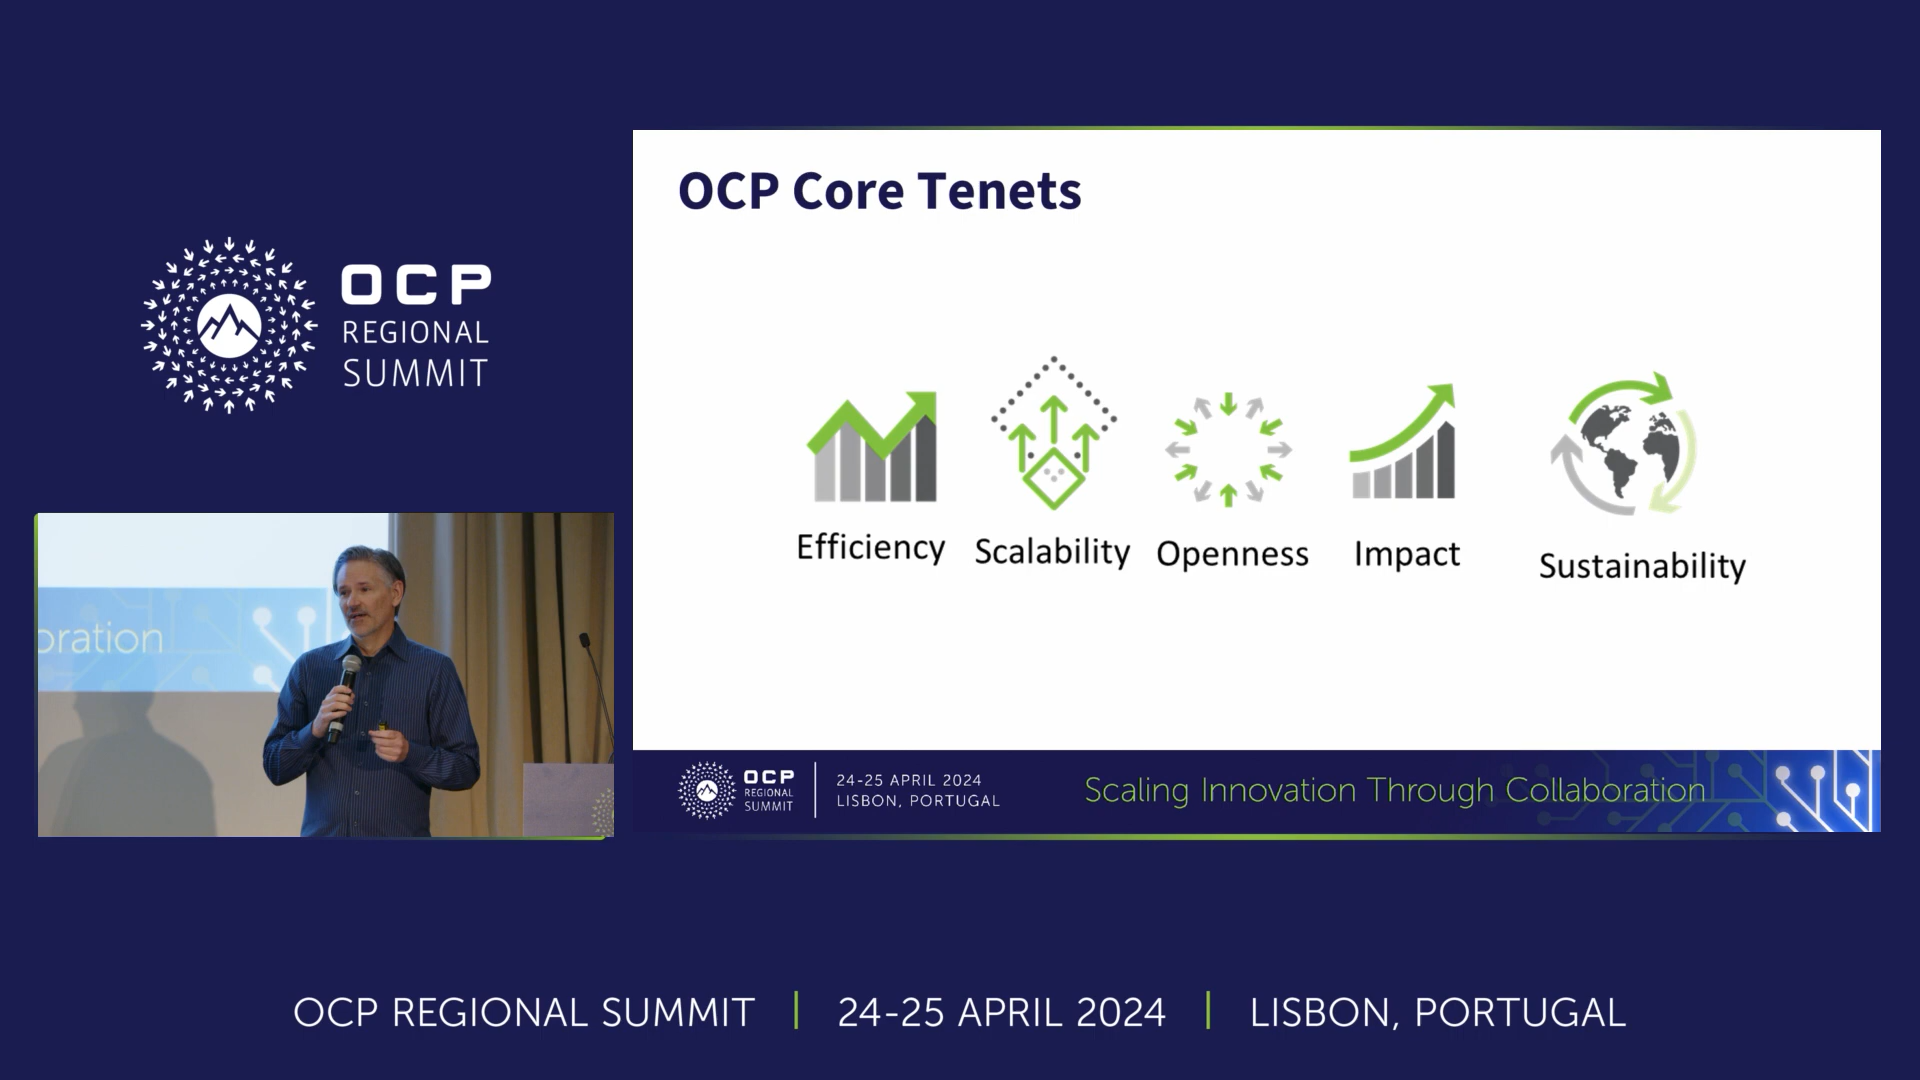 OCP
REGIONAL
SUMMIT
oration
OCP Core Tenets
Efficiency
Scalability
Openness
Impact
Sustainability
OCP
REGIONAL
SUMMIT
24-25 APRIL 2024
LISBON, PORTUGAL
Scaling Innovation Through Collaboration
OCP REGIONAL SUMMIT | 24-25 APRIL 2024 | LISBON, PORTUGAL